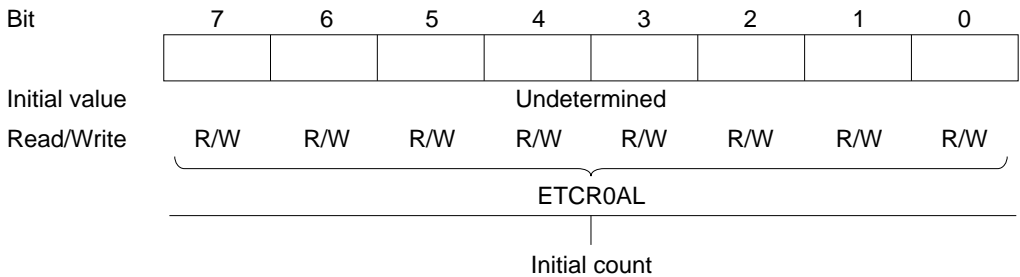 Bit 7 6 5 4 3 2 1 0
Initial value Undetermined
Read/Write R/W R/W R/W R/W R/W R/W R/W R/W
ETCR0AL
Initial count